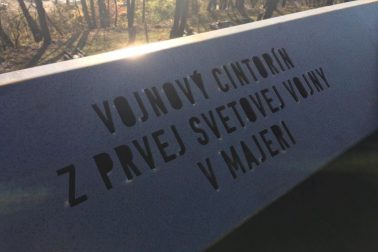 VOJNOVÝ CINTORÍN
Z PRVEJ SVETOVEJ VOJNY
V MAJERI